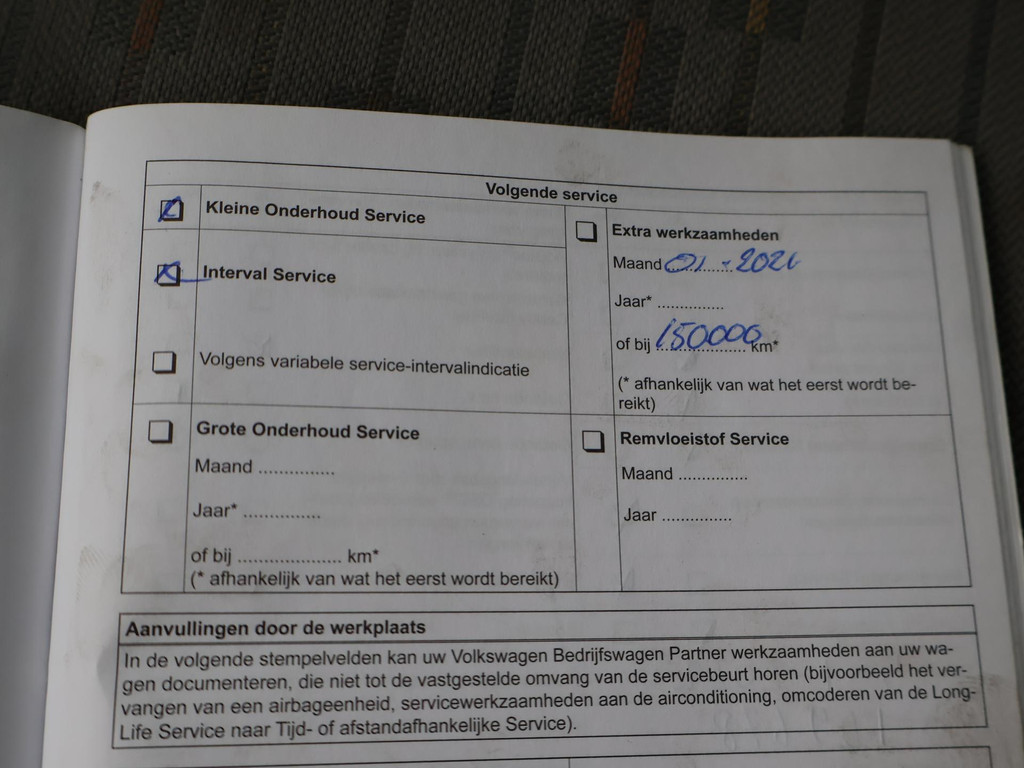 Volgende service
Kleine Onderhoud Service
Interval Service
Volgens variabele service-intervalindicatie
Extra werkzaamheden
Maand 01 - 2021
Jaar* ...............
of bij 150000 km*
(* afhankelijk van wat het eerst wordt be-
reikt)
Grote Onderhoud Service
Maand ...............
Jaar* ...............
of bij .................... km*
(* afhankelijk van wat het eerst wordt bereikt)
Remvloeistof Service
Maand ...............
Jaar ...............
Aanvullingen door de werkplaats
In de volgende stempelvelden kan uw Volkswagen Bedrijfswagen Partner werkzaamheden aan uw wa-
gen documenteren, die niet tot de vastgestelde omvang van de servicebeurt horen (bijvoorbeeld het ver-
vangen van een airbageenheid, servicewerkzaamheden aan de airconditioning, omcoderen van de Long-
Life Service naar Tijd- of afstandafhankelijke Service).